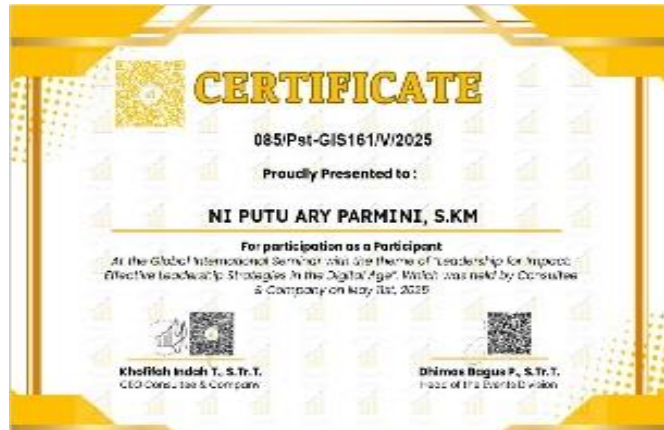 CERTIFICATE
085/Pst-GIS161/V/2025
Proudly Presented to :
NI PUTU ARY PARMINI, S.KM
For participation as a Participant
At the Global International Seminar with the theme of "Leadership for Impact:
Effective Leadership Strategies in the Digital Age". Which was held by Consultee
& Company on May 2025
Khofifah Indah T., S.Tr.T.
CEO Consultee & Company
Dhimas Bagus P., S.Tr.T.
Head of the Events Division